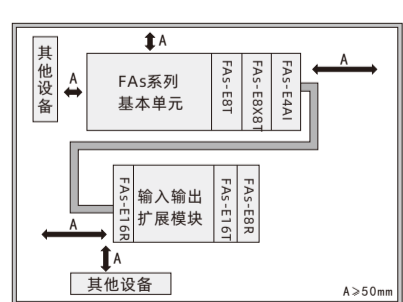 A
其他设备
A
FAs系列
基本单元
FAs-E8T
FAs-E8X8T
FAs-E4AI
A
FAs-E16R
输入输出
扩展模块
FAs-E16T
FAs-E8R
A
A
其他设备
A≥50mm